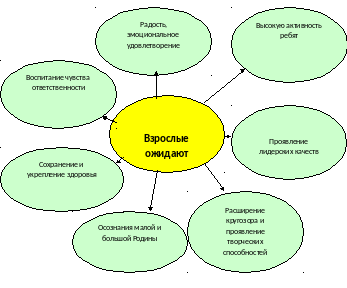 Радость,
эмоциональное
удовлетворение
Высокую активность
ребят
Воспитание чувства
ответственности
Взрослые
ожидают
Проявление
лидерских качеств
Сохранение и
укрепление здоровья
Осознания малой и
большой Родины
Расширение
кругозора и
проявление
творческих
способностей